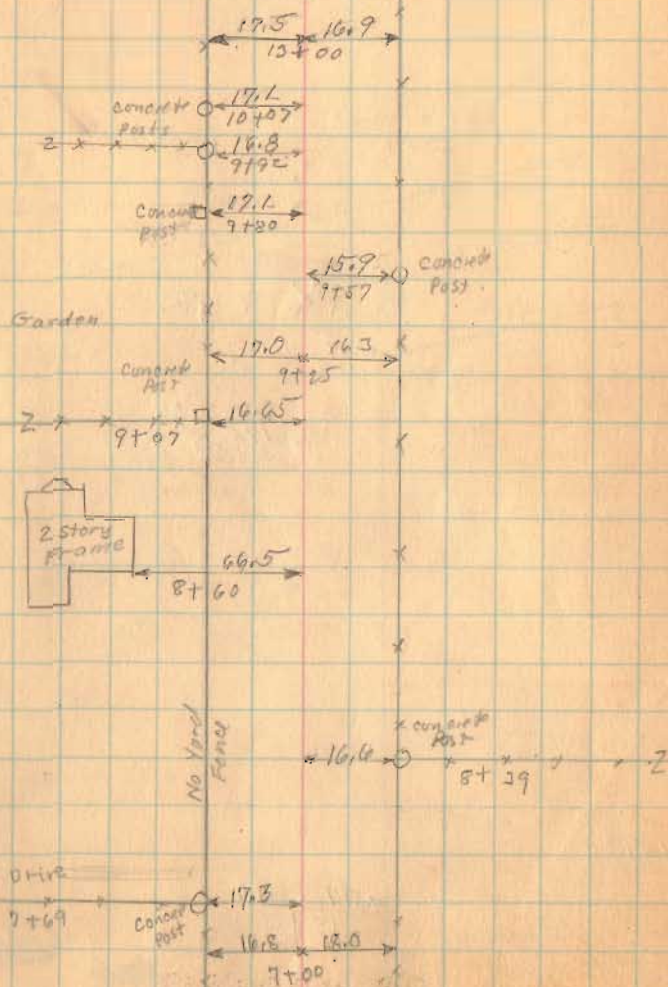 17.5 16.9
13+00
concrete Posts
17.1
10+07
Z
16.8
9+92
Concrete Post
17.1
9+80
15.9
9+57
concrete Post
Garden
17.0 16.3
9+25
Concrete Post
16.65
Z
9+07
2 Story
Frame
66.5
8+60
No Yard
Fence
concrete
Post
16.6
8+39
Z
Drive
17.3
7+69
Concrete
Post
16.8 18.0
7+00